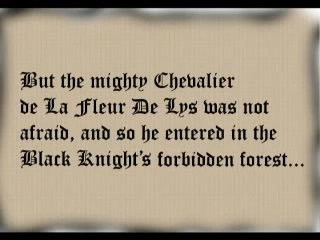 But the mighty Chevalier
de La Fleur De Lys was not
afraid, and so he entered in the
Black Knight's forbidden forest...